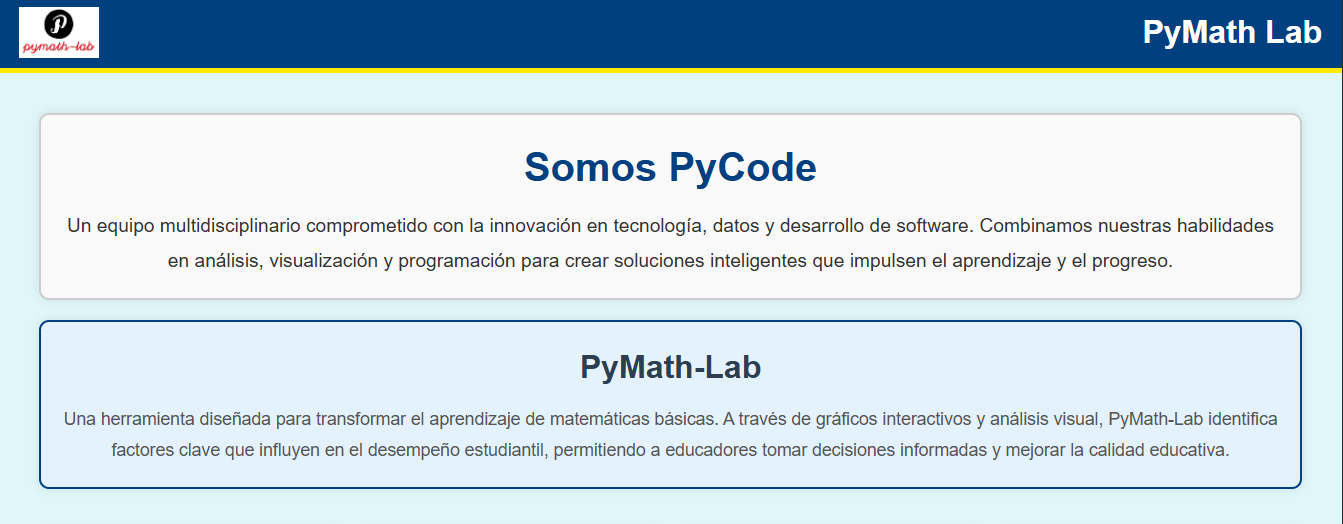 P
pymath-lab
PyMath Lab
Somos PyCode
Un equipo multidisciplinario comprometido con la innovación en tecnología, datos y desarrollo de software. Combinamos nuestras habilidades
en análisis, visualización y programación para crear soluciones inteligentes que impulsen el aprendizaje y el progreso.
PyMath-Lab
Una herramienta diseñada para transformar el aprendizaje de matemáticas básicas. A través de gráficos interactivos y análisis visual, PyMath-Lab identifica
factores clave que influyen en el desempeño estudiantil, permitiendo a educadores tomar decisiones informadas y mejorar la calidad educativa.